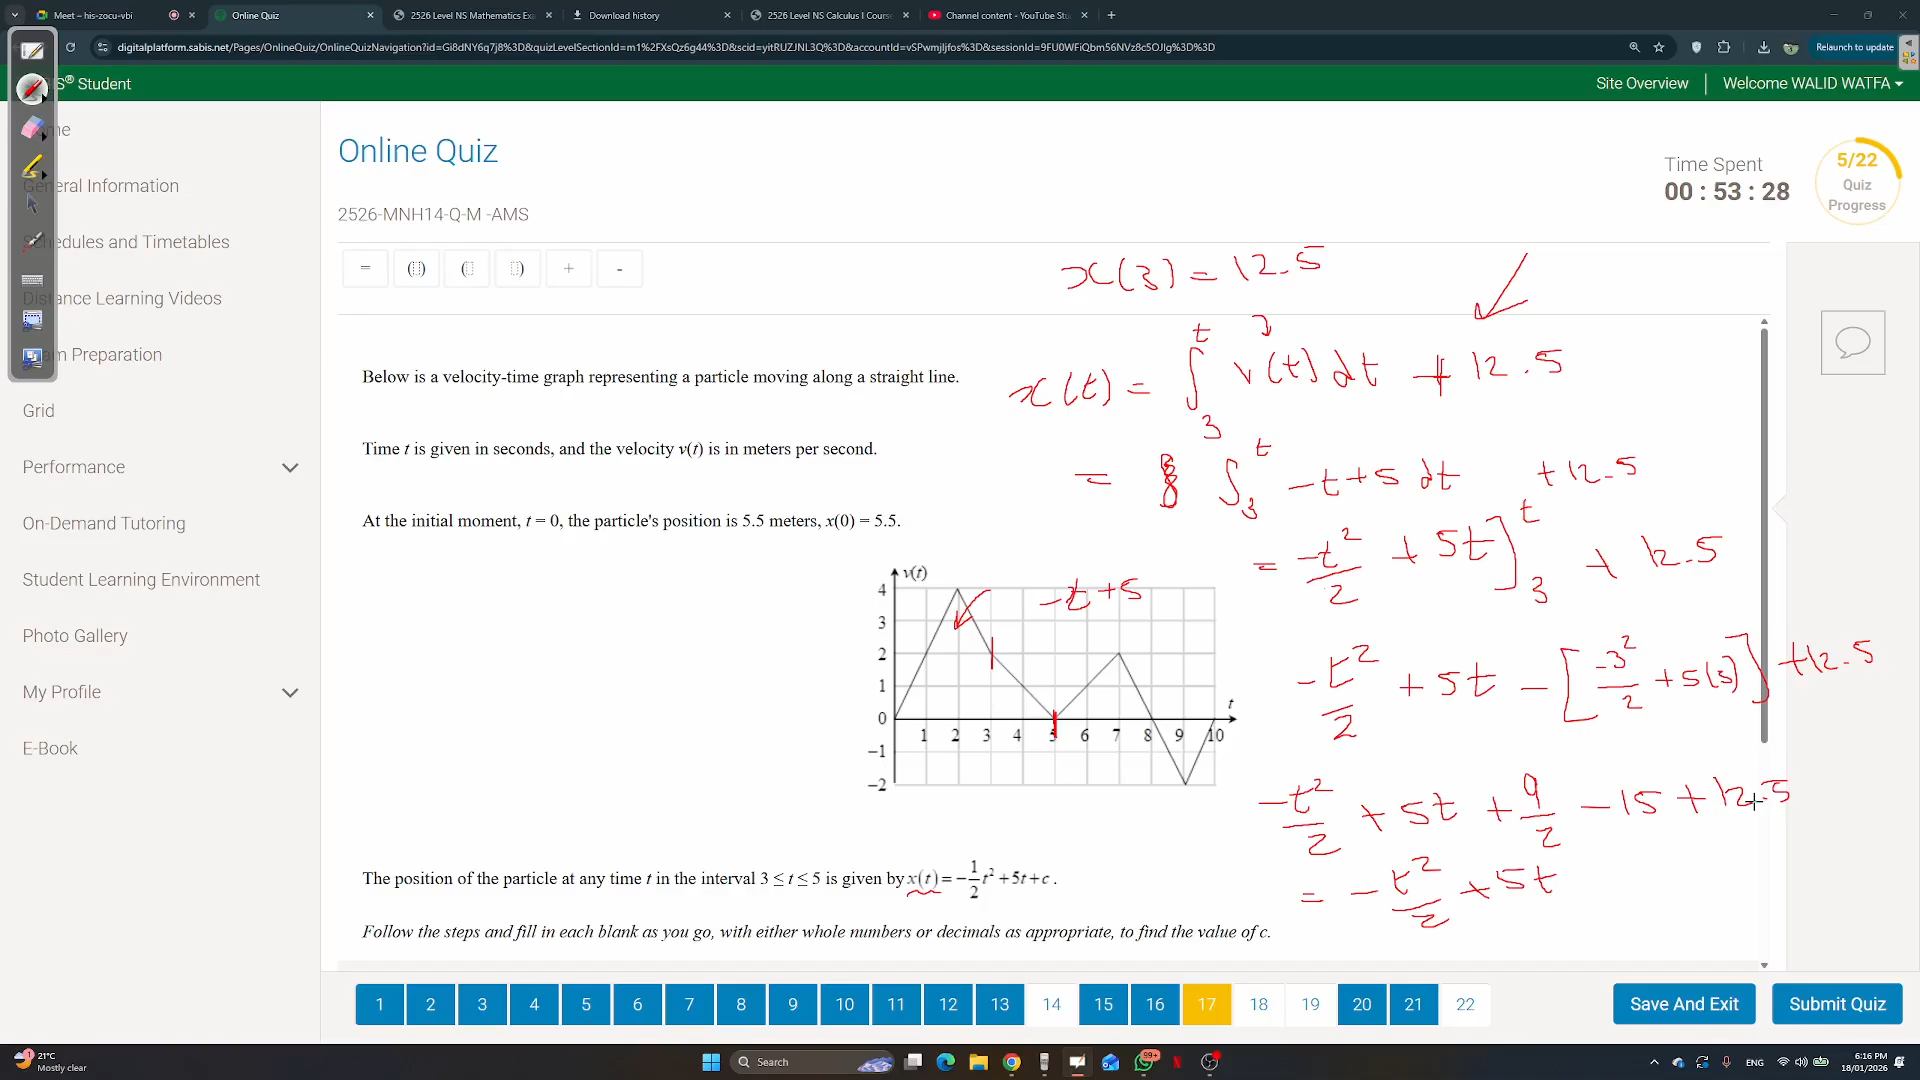 Meet – his-zocu-vbi
Online Quiz
2526 Level NS Mathematics Exa
Download history
2526 Level NS Calculus I Course
Channel content - YouTube Stu
digitalplatform.sabis.net/Pages/OnlineQuiz/OnlineQuizNavigation?id=Gi8dNY6q7j8%3D&quizLevelSectionId=m1%2FXsQz6g44%3D&scid=yitRUZJNL3Q%3D&accountId=vSPwmjljfos%3D&sessionId=9FU0WFiQbm56NVz8c5OJIg%3D%3D
Relaunch to update
IS® Student
Site Overview
Welcome WALID WATFA
me
General Information
Schedules and Timetables
Distance Learning Videos
am Preparation
Grid
Performance
On-Demand Tutoring
Student Learning Environment
Photo Gallery
My Profile
E-Book
Online Quiz
2526-MNH14-Q-M -AMS
Time Spent
00 : 53 : 28
5/22
Quiz
Progress
= (▯) ( ▯ ▯ ) + -
x(3) = 12.5
x(t) = ∫₃ᵗ v(t) dt + 12.5
= ∫₃ᵗ -t+5 dt + 12.5
= -t²/2 + 5t ]₃ᵗ + 12.5
-t²/2 + 5t - [-3²/2 + 5(3)] + 12.5
-t²/2 + 5t + 9/2 - 15 + 12.5
= -t²/2 + 5t
Below is a velocity-time graph representing a particle moving along a straight line.
Time t is given in seconds, and the velocity v(t) is in meters per second.
At the initial moment, t = 0, the particle's position is 5.5 meters, x(0) = 5.5.
v(t)
-t+5
4
3
2
1
0
−1
−2
1 2 3 4 5 6 7 8 9 10
t
The position of the particle at any time t in the interval 3 ≤ t ≤ 5 is given by x(t) = −1/2 t² + 5t + c .
Follow the steps and fill in each blank as you go, with either whole numbers or decimals as appropriate, to find the value of c.
1 2 3 4 5 6 7 8 9 10 11 12 13 14 15 16 17 18 19 20 21 22
Save And Exit
Submit Quiz
21°C
Mostly clear
Search
99+
ENG
6:16 PM
18/01/2026